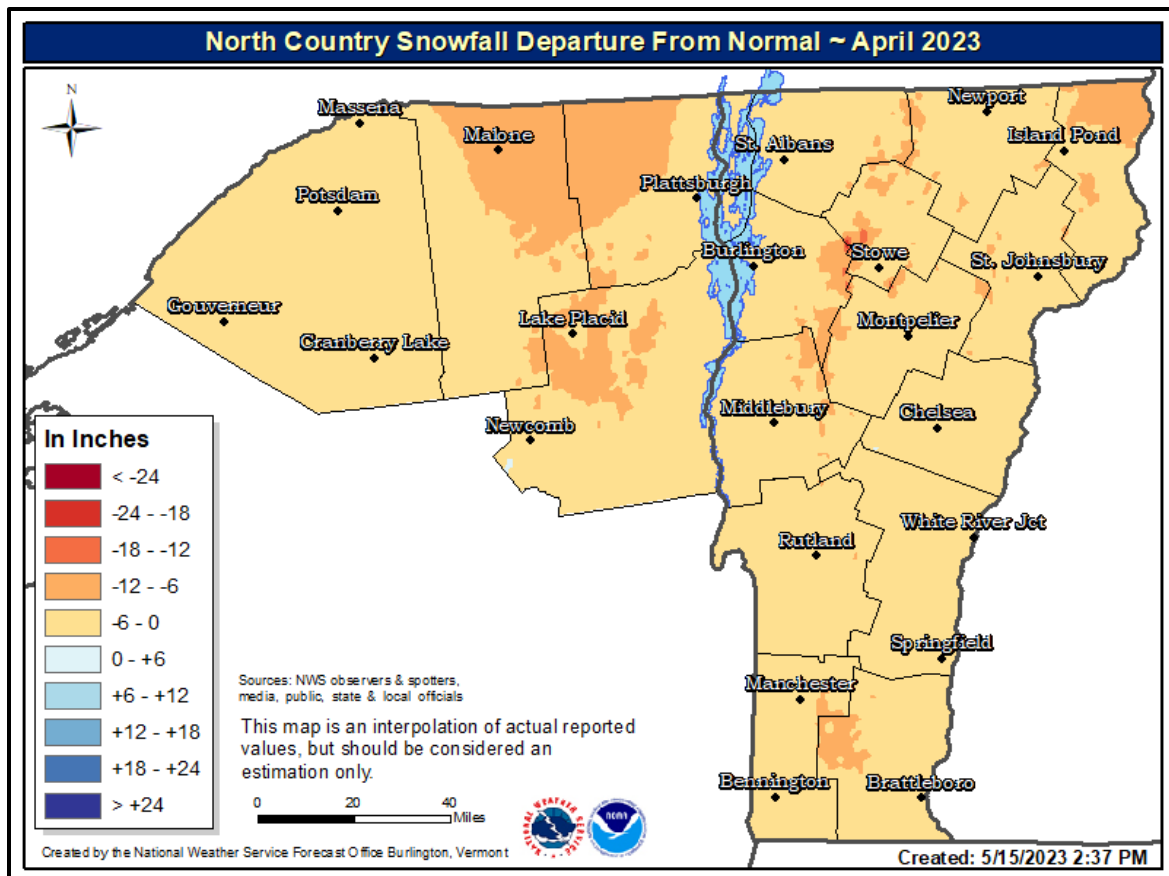 North Country Snowfall Departure From Normal ~ April 2023
N
Massena
Malone
Newport
Island Pond
St. Albans
Potsdam
Plattsburgh
Burlington
Stowe
St. Johnsbury
Gouverneur
Lake Placid
Montpelier
Cranberry Lake
Middlebury
Chelsea
Newcomb
White River Jct
Rutland
Springfield
Manchester
Bennington
Brattleboro
In Inches
< -24
-24 - -18
-18 - -12
-12 - -6
-6 - 0
0 - +6
+6 - +12
+12 - +18
+18 - +24
> +24
Sources: NWS observers & spotters,
media, public, state & local officials
This map is an interpolation of actual reported
values, but should be considered an
estimation only.
0 20 40
Miles
NATIONAL WEATHER SERVICE
noaa
Created by the National Weather Service Forecast Office Burlington, Vermont
Created: 5/15/2023 2:37 PM